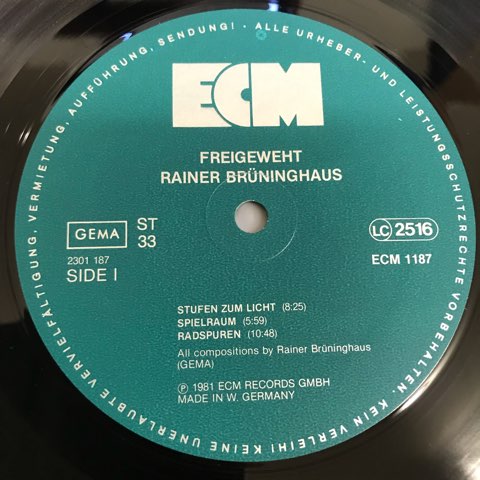 ALLE URHEBER- UND LEISTUNGSSCHUTZRECHTE VORBEHALTEN. KEIN VERLEIH! KEINE UNERLAUBTE VERVIELFÄLTIGUNG, VERMIETUNG, AUFFÜHRUNG, SENDUNG! -
ECM
FREIGEWEHT
RAINER BRÜNINGHAUS
GEMA
ST
33
LC 2516
2301 187
SIDE I
ECM 1187
STUFEN ZUM LICHT (8:25)
SPIELRAUM (5:59)
RADSPUREN (10:48)
All compositions by Rainer Brüninghaus
(GEMA)
Ⓟ 1981 ECM RECORDS GMBH
MADE IN W. GERMANY